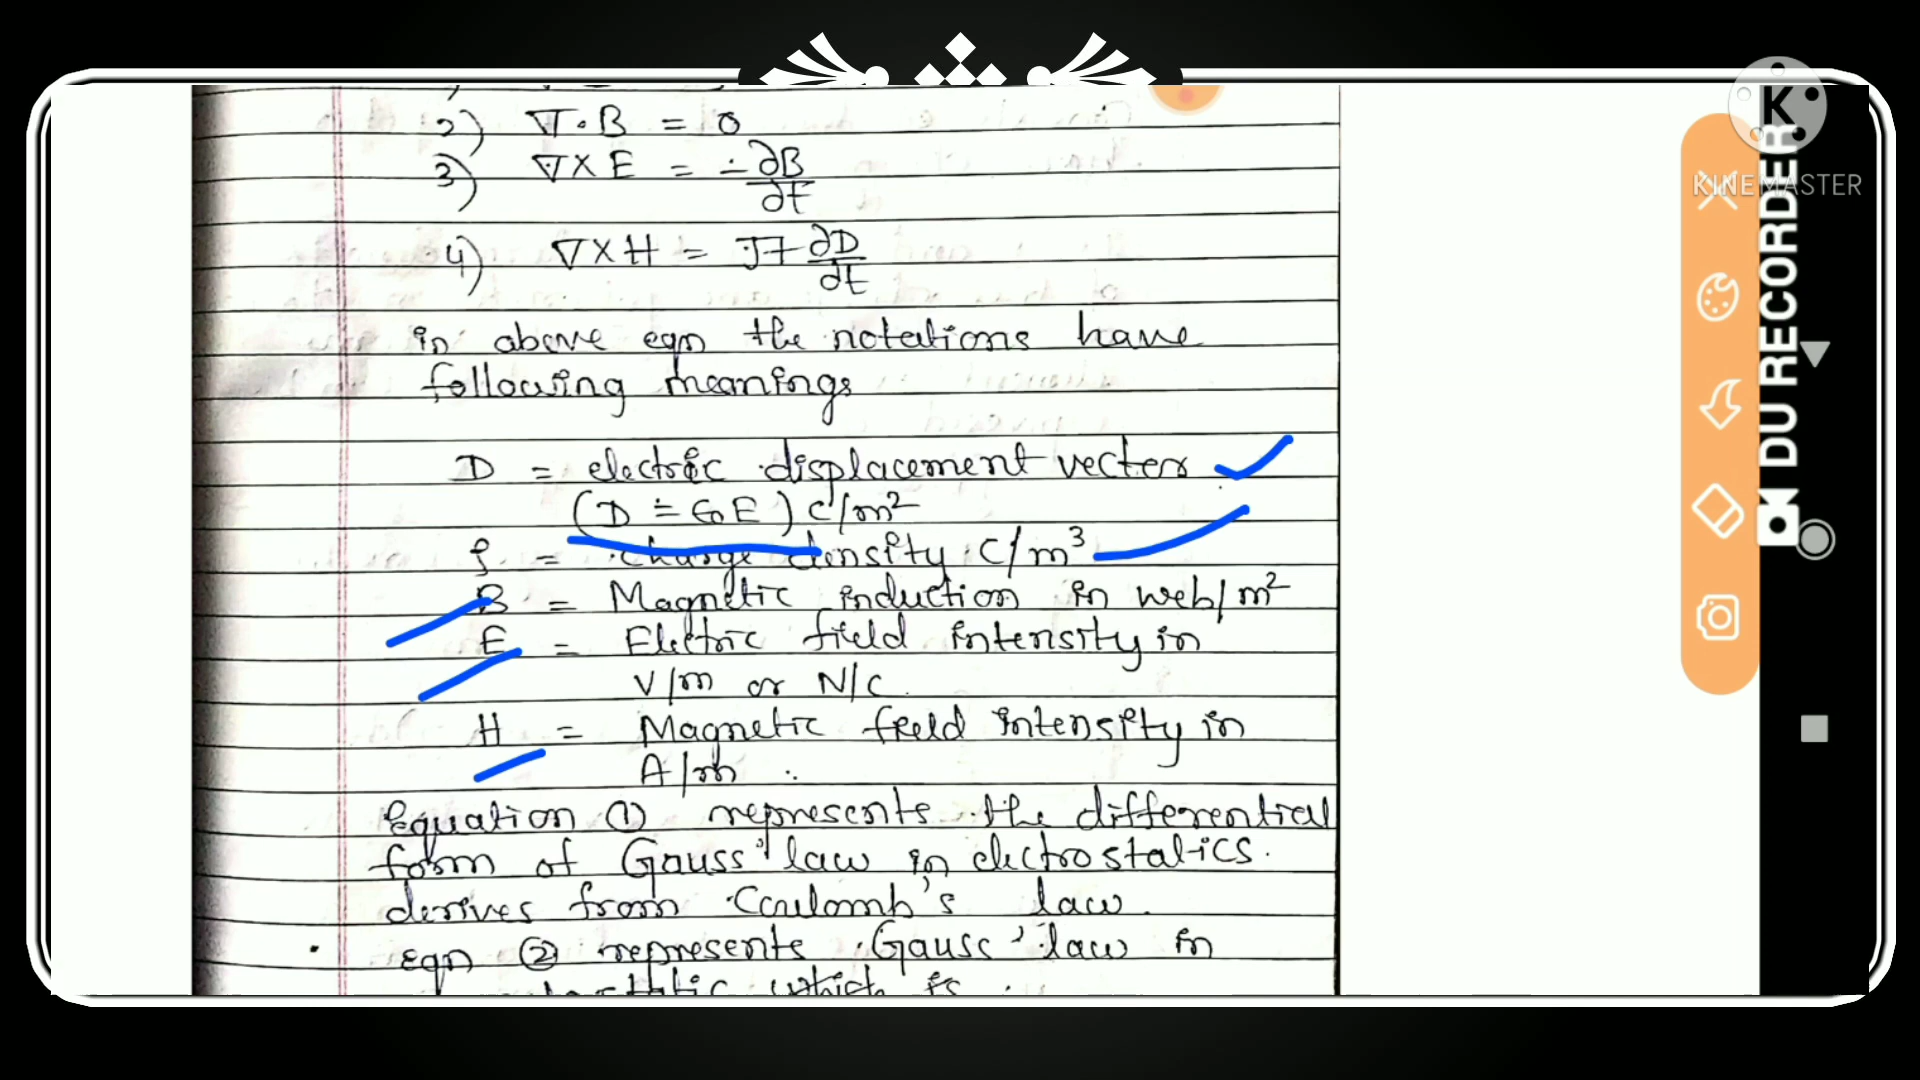 2) ∇·B = 0
3) ∇×E = -∂B/∂t
4) ∇×H = J+∂D/∂t
in above eqn the notations have
following meanings
D = electric displacement vector
(D = ε0E) C/m²
ρ = charge density C/m³
B = Magnetic induction in web/m²
E = Electric field intensity in
V/m or N/C.
H = Magnetic field intensity in
A/m
Equation ① represents the differential
form of Gauss' law in electrostatics.
derives from Coulomb's law.
eqn ② represents Gauss' law in
which is
KINEMASTER
DU RECORDER
K